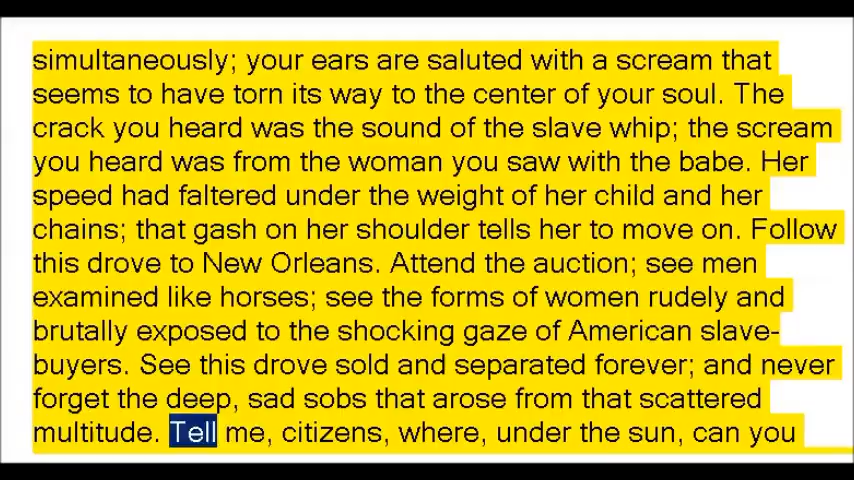 simultaneously; your ears are saluted with a scream that
seems to have torn its way to the center of your soul. The
crack you heard was the sound of the slave whip; the scream
you heard was from the woman you saw with the babe. Her
speed had faltered under the weight of her child and her
chains; that gash on her shoulder tells her to move on. Follow
this drove to New Orleans. Attend the auction; see men
examined like horses; see the forms of women rudely and
brutally exposed to the shocking gaze of American slave-
buyers. See this drove sold and separated forever; and never
forget the deep, sad sobs that arose from that scattered
multitude. Tell me, citizens, where, under the sun, can you